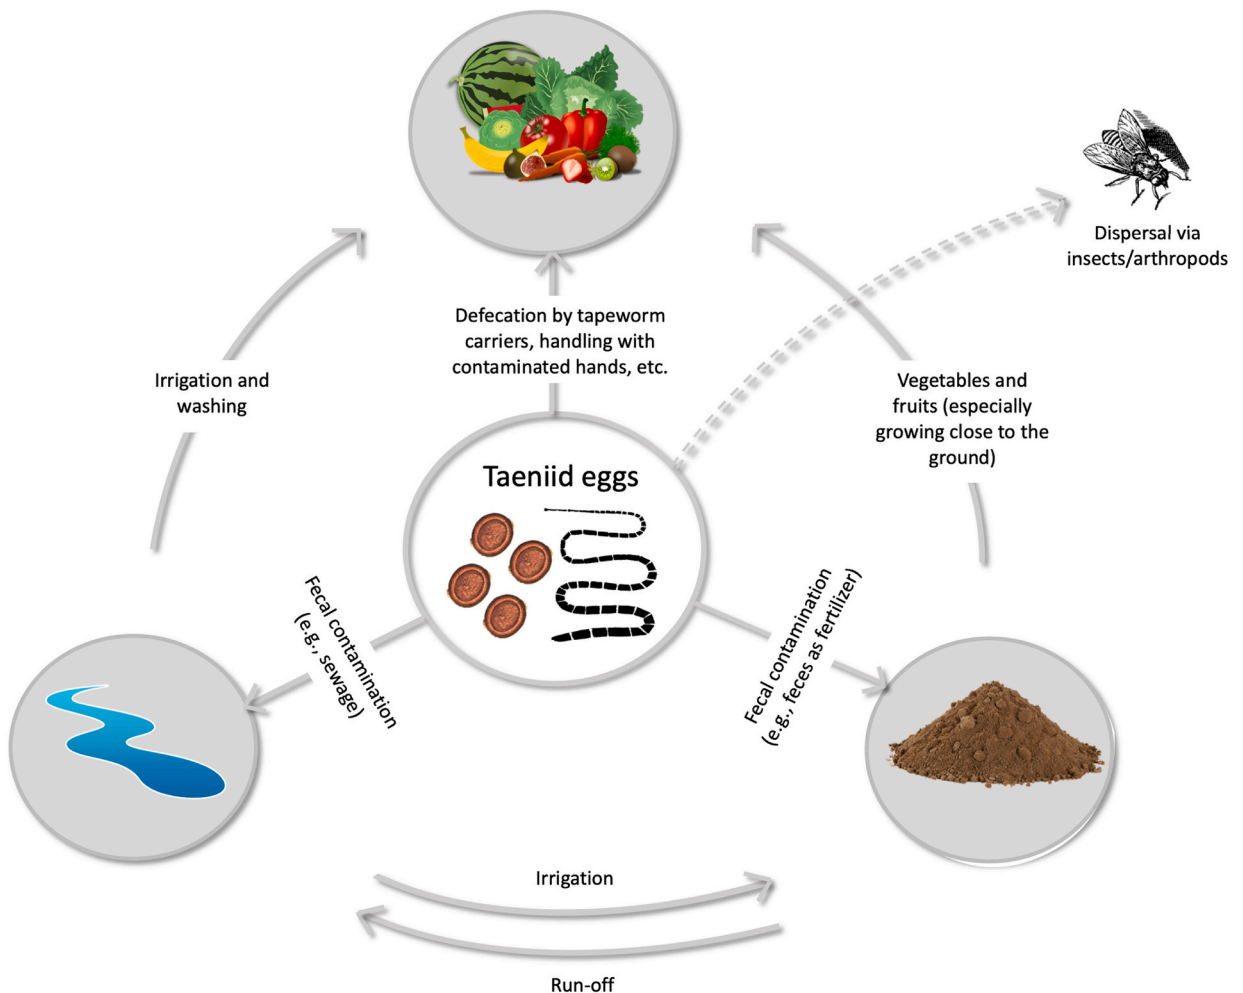 Dispersal via
insects/arthropods
Defecation by tapeworm
carriers, handling with
contaminated hands, etc.
Irrigation and
washing
Vegetables and
fruits (especially
growing close to the
ground)
Taeniid eggs
Fecal contamination
(e.g., sewage)
Fecal contamination
(e.g., feces as fertilizer)
Irrigation
Run-off